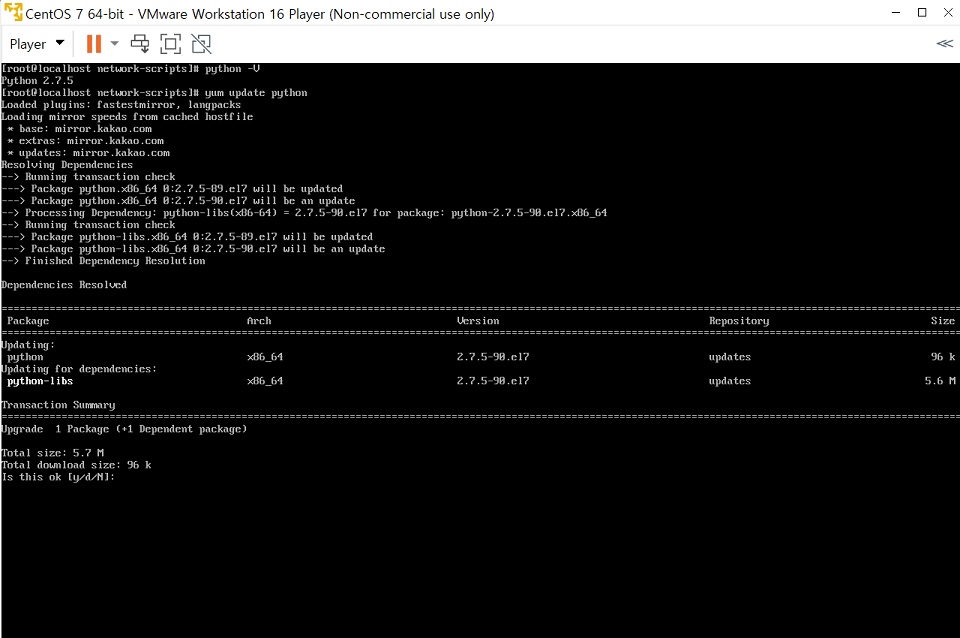 CentOS 7 64-bit - VMware Workstation 16 Player (Non-commercial use only)
Player
[root@localhost network-scripts]# python -V
Python 2.7.5
[root@localhost network-scripts]# yum update python
Loaded plugins: fastestmirror, langpacks
Loading mirror speeds from cached hostfile
 * base: mirror.kakao.com
 * extras: mirror.kakao.com
 * updates: mirror.kakao.com
Resolving Dependencies
--> Running transaction check
---> Package python.x86_64 0:2.7.5-89.el7 will be updated
---> Package python.x86_64 0:2.7.5-90.el7 will be an update
--> Processing Dependency: python-libs(x86-64) = 2.7.5-90.el7 for package: python-2.7.5-90.el7.x86_64
--> Running transaction check
---> Package python-libs.x86_64 0:2.7.5-89.el7 will be updated
---> Package python-libs.x86_64 0:2.7.5-90.el7 will be an update
--> Finished Dependency Resolution
Dependencies Resolved
Package Arch Version Repository Size
Updating:
python x86_64 2.7.5-90.el7 updates 96 k
Updating for dependencies:
python-libs x86_64 2.7.5-90.el7 updates 5.6 M
Transaction Summary
Upgrade  1 Package (+1 Dependent package)
Total size: 5.7 M
Total download size: 96 k
Is this ok [y/d/N]: